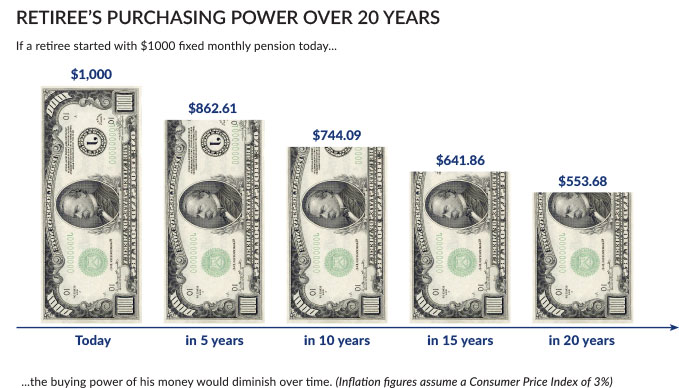 RETIREE'S PURCHASING POWER OVER 20 YEARS
If a retiree started with $1000 fixed monthly pension today...
$1,000
$862.61
$744.09
$641.86
$553.68
Today
in 5 years
in 10 years
in 15 years
in 20 years
...the buying power of his money would diminish over time. (Inflation figures assume a Consumer Price Index of 3%)